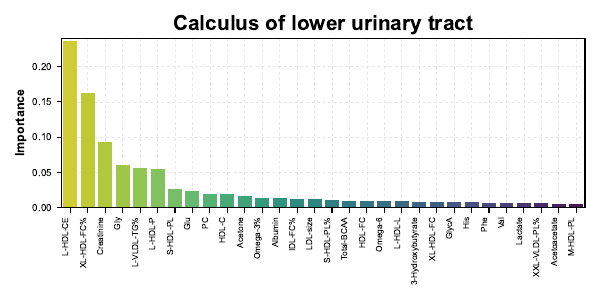 Calculus of lower urinary tract
Importance
0.20
0.15
0.10
0.05
0.00
L-HDL-CE
XL-HDL-FC%
Creatinine
Gly
L-VLDL-TG%
L-HDL-P
S-HDL-PL
Glu
PC
HDL-C
Acetone
Omega-3%
Albumin
IDL-FC%
LDL-size
S-HDL-PL%
Total-BCAA
HDL-FC
Omega-6
L-HDL-L
3-Hydroxybutyrate
XL-HDL-FC
GlycA
His
Phe
Val
Lactate
XXL-VLDL-PL%
Acetoacetate
M-HDL-PL